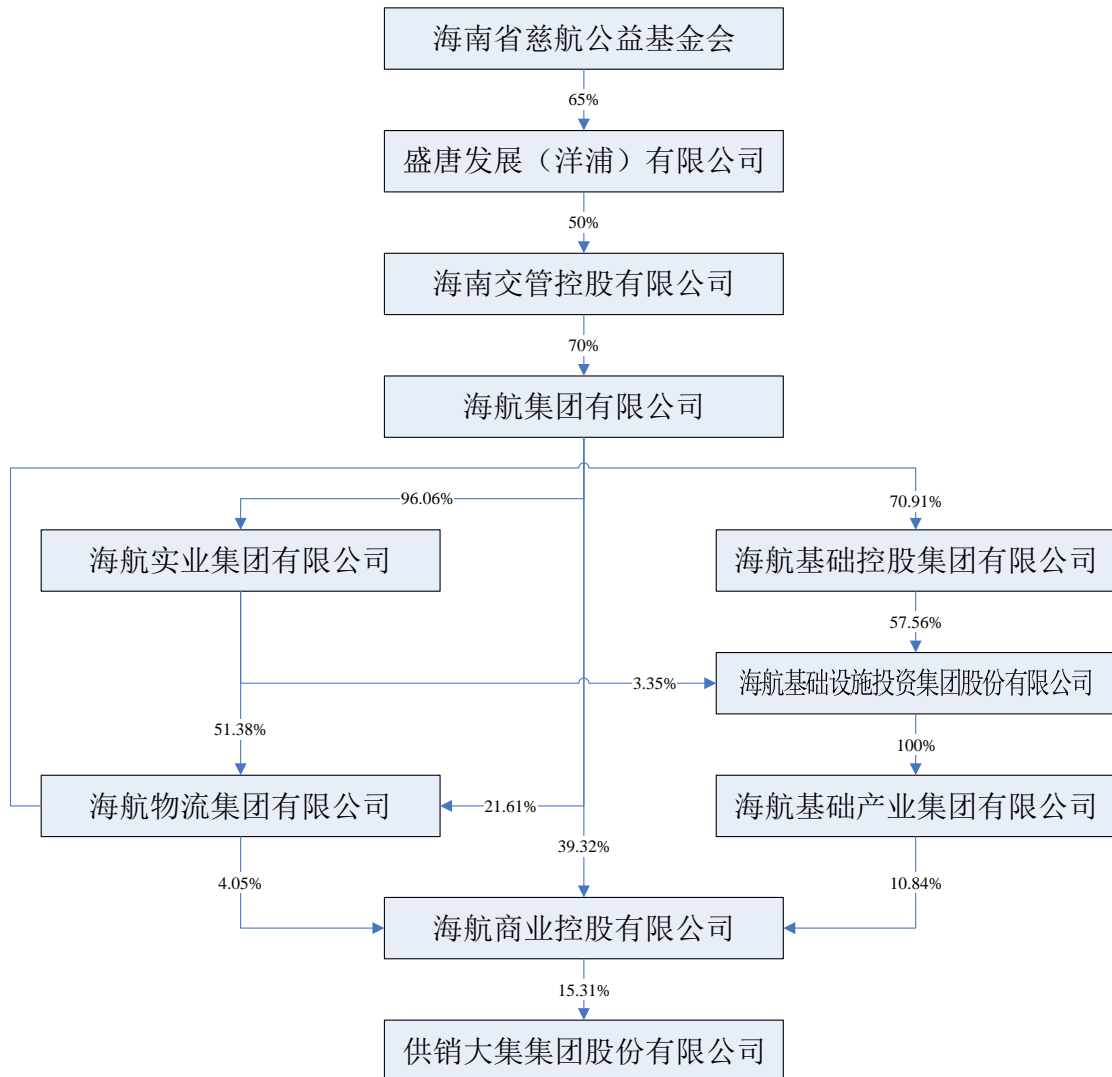 海南省慈航公益基金会
65%
盛唐发展（洋浦）有限公司
50%
海南交管控股有限公司
70%
海航集团有限公司
96.06%
70.91%
海航实业集团有限公司
海航基础控股集团有限公司
57.56%
3.35%
海航基础设施投资集团股份有限公司
51.38%
100%
海航物流集团有限公司
21.61%
海航基础产业集团有限公司
39.32%
4.05%
10.84%
海航商业控股有限公司
15.31%
供销大集集团股份有限公司